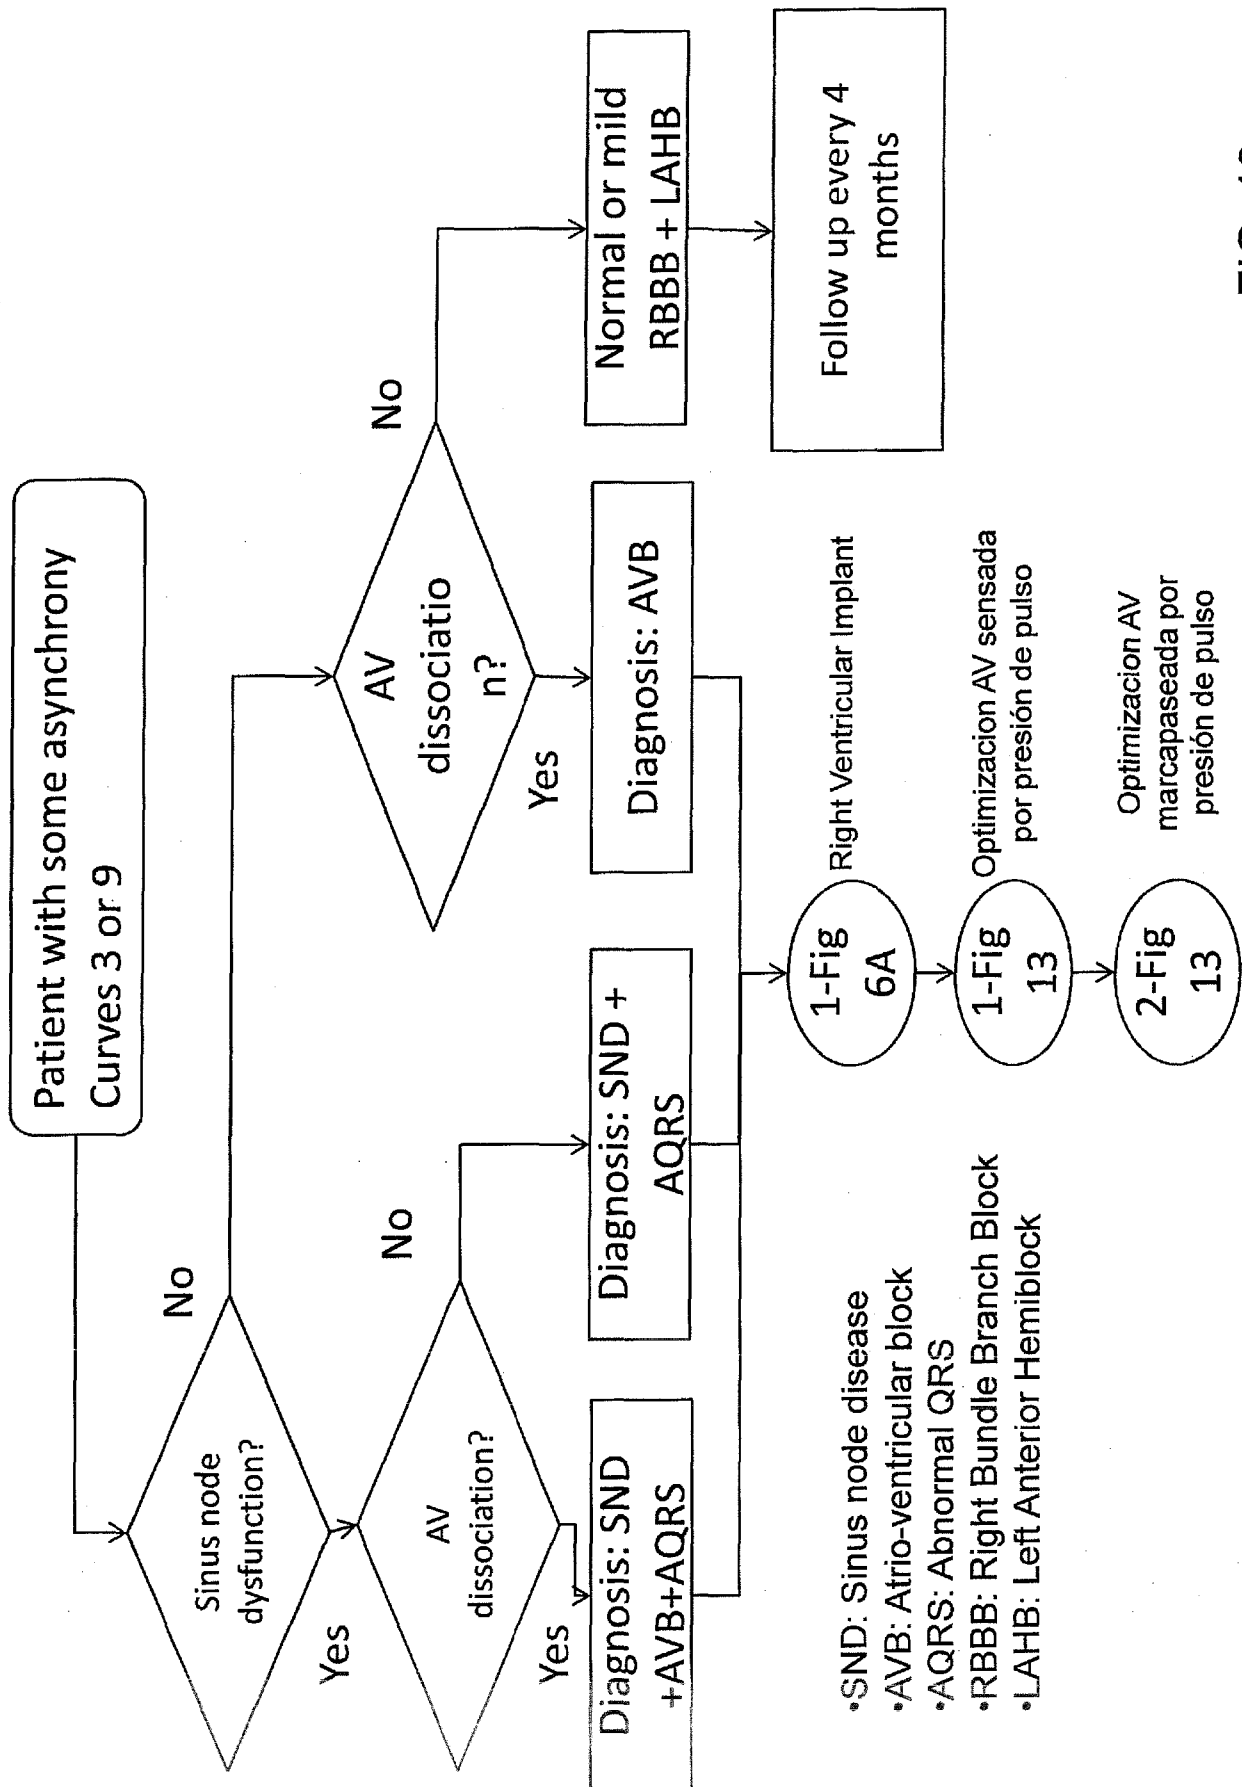 Patient with some asynchrony
Curves 3 or 9
Sinus node
dysfunction?
No
Yes
AV
dissociation?
No
Yes
AV
dissociatio
n?
No
Yes
Diagnosis: SND
+AVB+AQRS
Diagnosis: SND +
AQRS
Diagnosis: AVB
Normal or mild
RBBB + LAHB
Follow up every 4
months
1-Fig
6A
Right Ventricular Implant
1-Fig
13
Optimizacion AV sensada
por presión de pulso
2-Fig
13
Optimizacion AV
marcapaseada por
presión de pulso
•SND: Sinus node disease
•AVB: Atrio-ventricular block
•AQRS: Abnormal QRS
•RBBB: Right Bundle Branch Block
•LAHB: Left Anterior Hemiblock